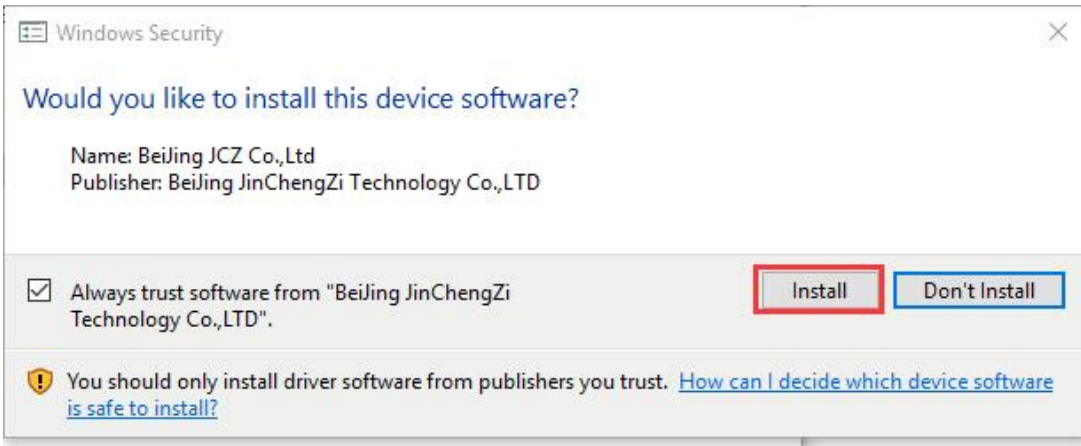 Windows Security
Would you like to install this device software?
Name: BeiJing JCZ Co.,Ltd
Publisher: BeiJing JinChengZi Technology Co.,LTD
Always trust software from "BeiJing JinChengZi
Technology Co.,LTD".
Install
Don't Install
You should only install driver software from publishers you trust. How can I decide which device software
is safe to install?